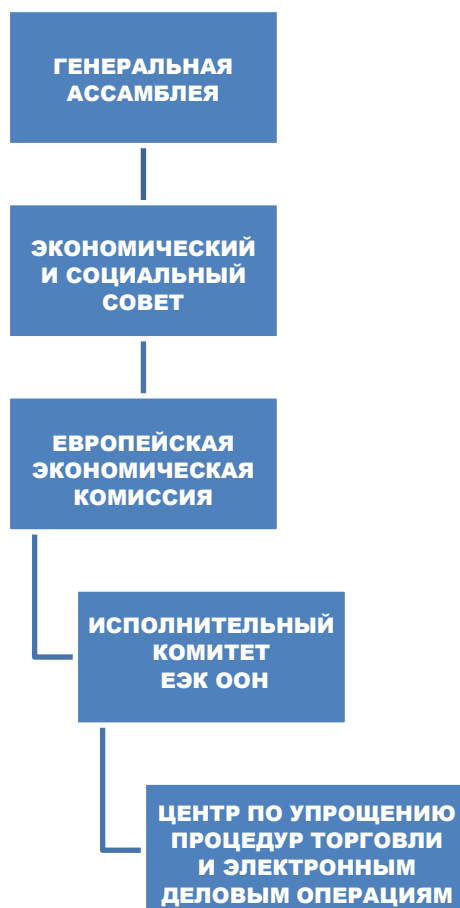 ГЕНЕРАЛЬНАЯ
АССАМБЛЕЯ
ЭКОНОМИЧЕСКИЙ
И СОЦИАЛЬНЫЙ
СОВЕТ
ЕВРОПЕЙСКАЯ
ЭКОНОМИЧЕСКАЯ
КОМИССИЯ
ИСПОЛНИТЕЛЬНЫЙ
КОМИТЕТ
ЕЭК ООН
ЦЕНТР ПО УПРОЩЕНИЮ
ПРОЦЕДУР ТОРГОВЛИ
И ЭЛЕКТРОННЫМ
ДЕЛОВЫМ ОПЕРАЦИЯМ